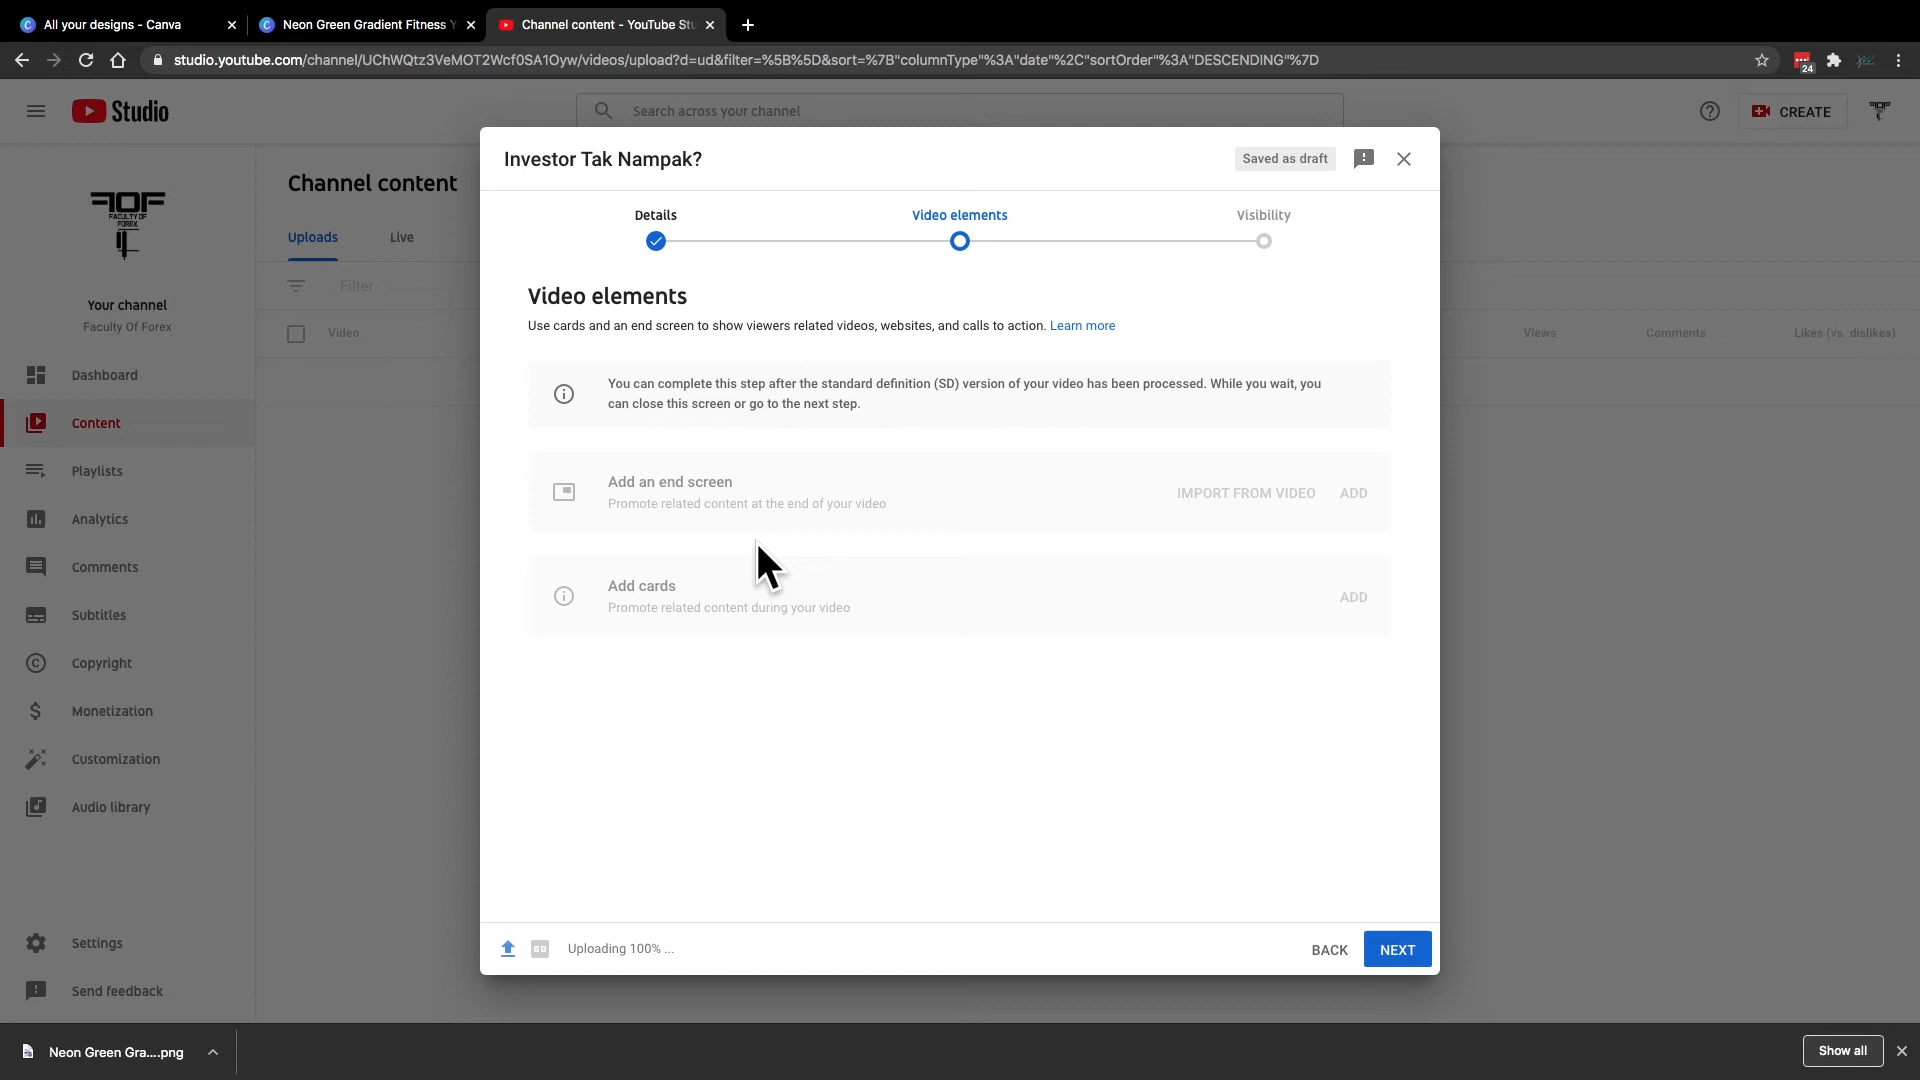 All your designs - Canva
Neon Green Gradient Fitness Y
Channel content - YouTube Stu
studio.youtube.com/channel/UChWQtz3VeMOT2Wcf0SA1Oyw/videos/upload?d=ud&filter=%5B%5D&sort=%7B"columnType"%3A"date"%2C"sortOrder"%3A"DESCENDING"%7D
24
Studio
Search across your channel
CREATE
FOF
FACULTY OF
FOREX
Your channel
Faculty Of Forex
Dashboard
Content
Playlists
Analytics
Comments
Subtitles
Copyright
Monetization
Customization
Audio library
Settings
Send feedback
Channel content
Uploads
Live
Filter
Video
Views
Comments
Likes (vs. dislikes)
Investor Tak Nampak?
Saved as draft
Details
Video elements
Visibility
Video elements
Use cards and an end screen to show viewers related videos, websites, and calls to action. Learn more
You can complete this step after the standard definition (SD) version of your video has been processed. While you wait, you
can close this screen or go to the next step.
Add an end screen
Promote related content at the end of your video
IMPORT FROM VIDEO
ADD
Add cards
Promote related content during your video
ADD
SD
Uploading 100% ...
BACK
NEXT
Neon Green Gra....png
Show all